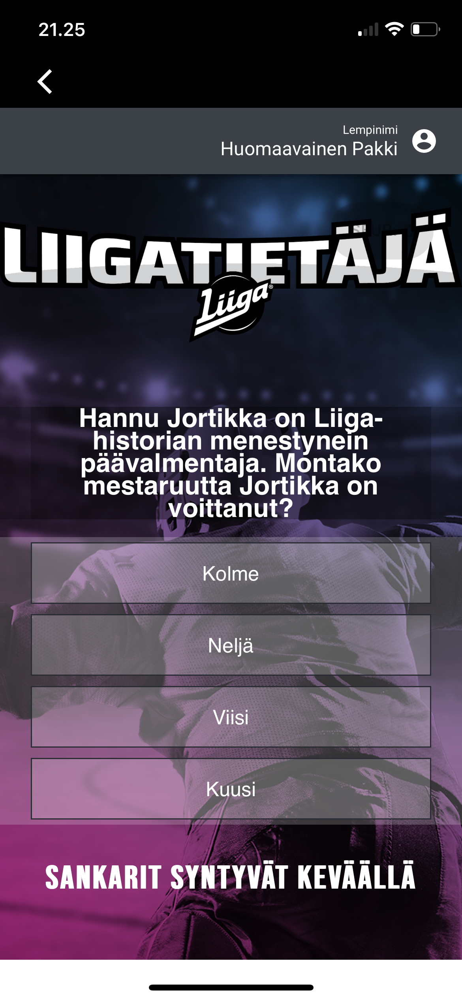 21.25
Lempinimi
Huomaavainen Pakki
LIIGATIETÄJÄ
Liiga®
Hannu Jortikka on Liiga-
historian menestynein
päävalmentaja. Montako
mestaruutta Jortikka on
voittanut?
Kolme
Neljä
Viisi
Kuusi
SANKARIT SYNTYVÄT KEVÄÄLLÄ